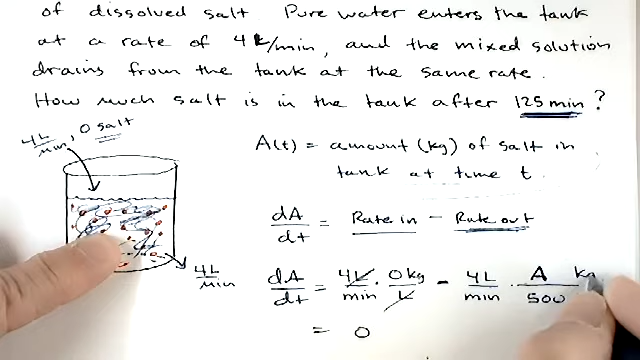 of dissolved salt Pure water enters the tank
at a rate of 4 L/min, and the mixed solution
drains from the tank at the same rate.
How much salt is in the tank after 125 min ?
4L/min, 0 salt
A(t) = amount (kg) of salt in
tank at time t.
dA/dt = Rate in - Rate out
4L/min
dA/dt = 4L/min · 0 kg/L - 4L/min · A kg/500
= 0